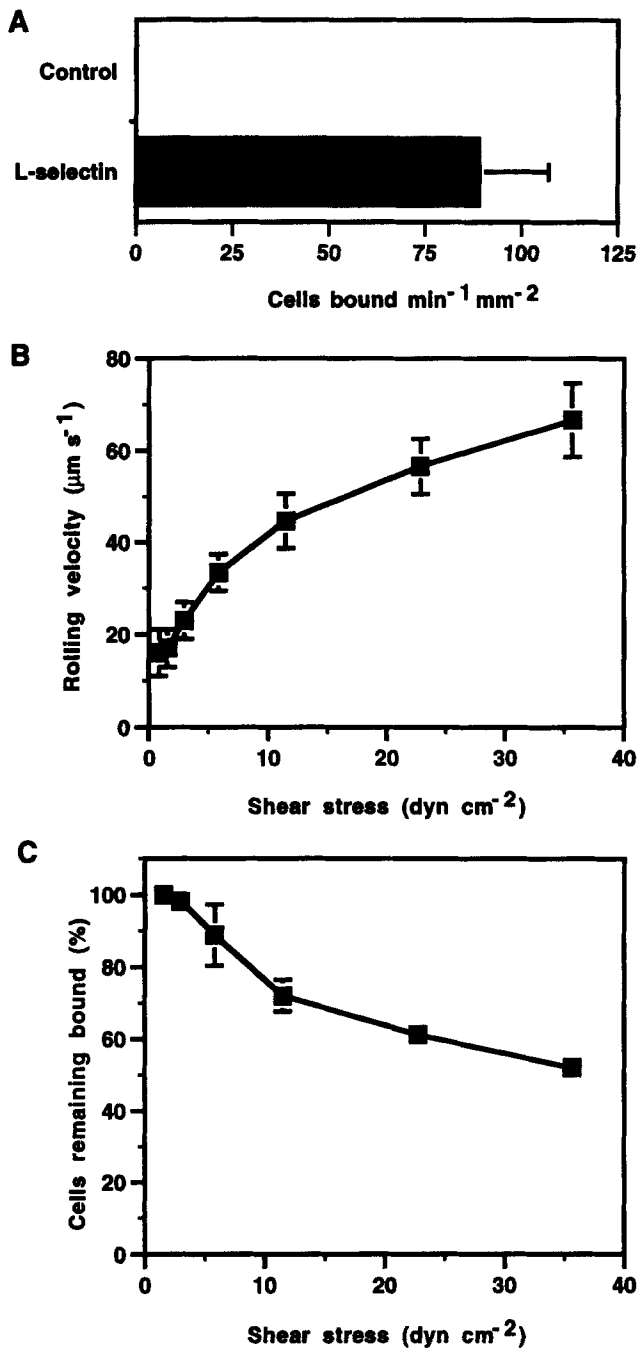 A
Control
L-selectin
0 25 50 75 100 125
Cells bound min⁻¹ mm⁻²
B
Rolling velocity (μm s⁻¹)
80
60
40
20
0
0 10 20 30 40
Shear stress (dyn cm⁻²)
C
Cells remaining bound (%)
100
80
60
40
20
0
0 10 20 30 40
Shear stress (dyn cm⁻²)